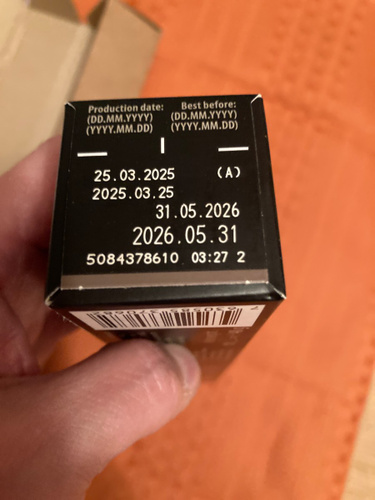 Production date: Best before:
(DD.MM.YYYY) (DD.MM.YYYY)
(YYYY.MM.DD) (YYYY.MM.DD)
25.03.2025 (A)
2025.03.25
31.05.2026
2026.05.31
5084378610 03:27 2